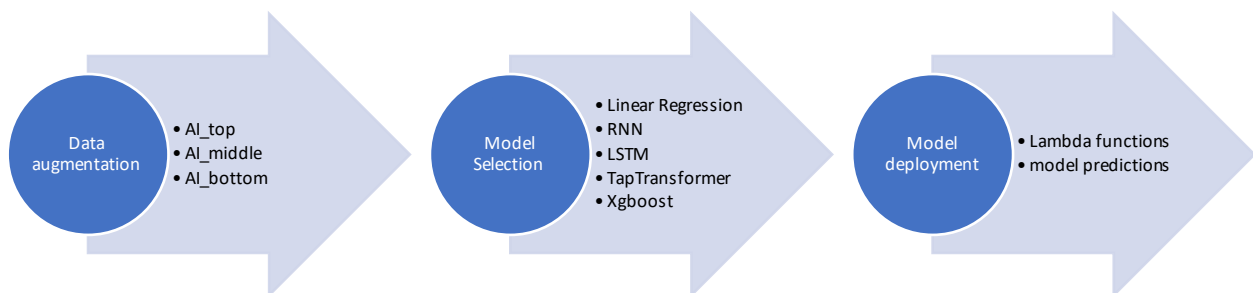 Data
augmentation
• AI_top
• AI_middle
• AI_bottom
Model
Selection
• Linear Regression
• RNN
• LSTM
• TapTransformer
• Xgboost
Model
deployment
• Lambda functions
• model predictions